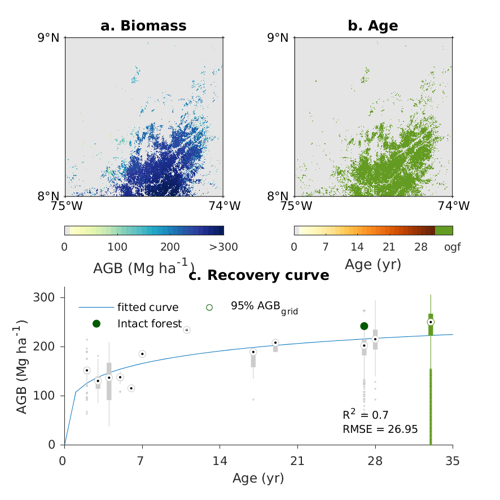 a. Biomass
b. Age
9°N
9°N
8°N
8°N
75°W
74°W
75°W
74°W
0 100 200 >300
0 7 14 21 28 ogf
AGB (Mg ha-1)
Age (yr)
c. Recovery curve
300
200
100
0
AGB (Mg ha-1)
fitted curve
95% AGBgrid
Intact forest
R2 = 0.7
RMSE = 26.95
0 7 14 21 28 35
Age (yr)